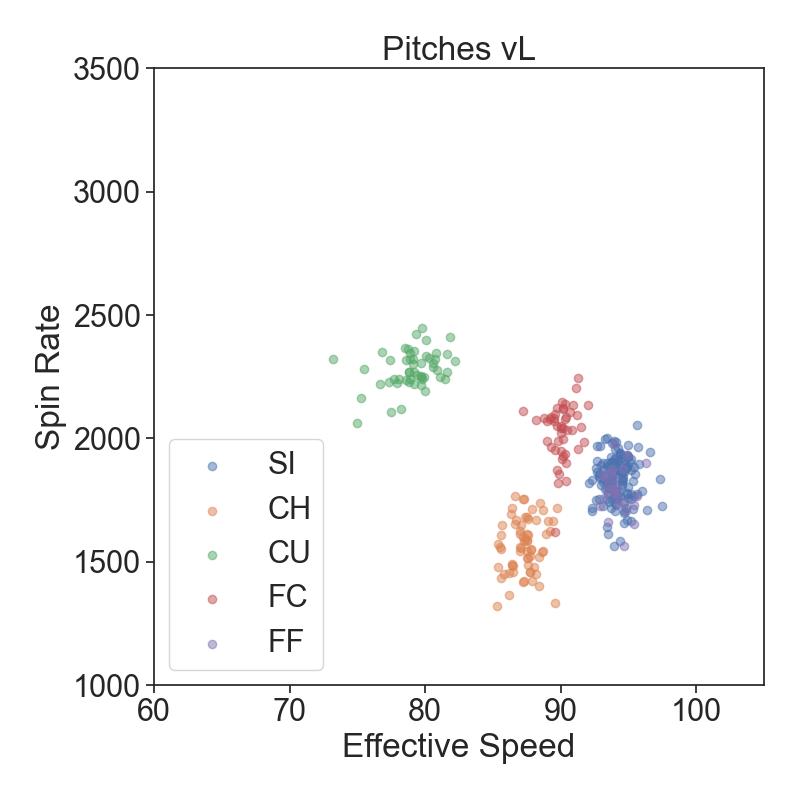 Pitches vL
3500
3000
2500
2000
1500
1000
Spin Rate
SI
CH
CU
FC
FF
60 70 80 90 100
Effective Speed